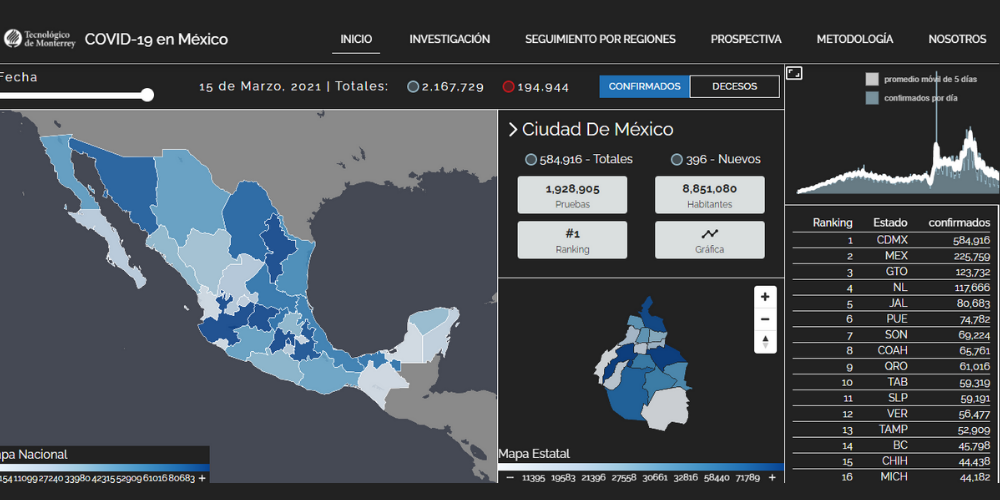 Tecnológico
de Monterrey
COVID-19 en México
INICIO
INVESTIGACIÓN
SEGUIMIENTO POR REGIONES
PROSPECTIVA
METODOLOGÍA
NOSOTROS
Fecha
15 de Marzo, 2021 | Totales: 2,167,729 194,944
CONFIRMADOS DECESOS
Ciudad De México
584,916 - Totales 396 - Nuevos
1,928,905
Pruebas
8,851,080
Habitantes
#1
Ranking
Gráfica
promedio móvil de 5 días
confirmados por día
Ranking Estado confirmados
1 CDMX 584,916
2 MEX 225,759
3 GTO 123,732
4 NL 117,666
5 JAL 80,683
6 PUE 74,782
7 SON 69,224
8 COAH 65,761
9 QRO 61,016
10 TAB 59,319
11 SLP 59,191
12 VER 56,477
13 TAMP 52,909
14 BC 45,798
15 CHIH 44,438
16 MICH 44,182
pa Nacional
154 11099 27240 33980 42315 52909 61016 80683 +
Mapa Estatal
− 11395 19583 21396 27558 30661 32816 58440 71789 +